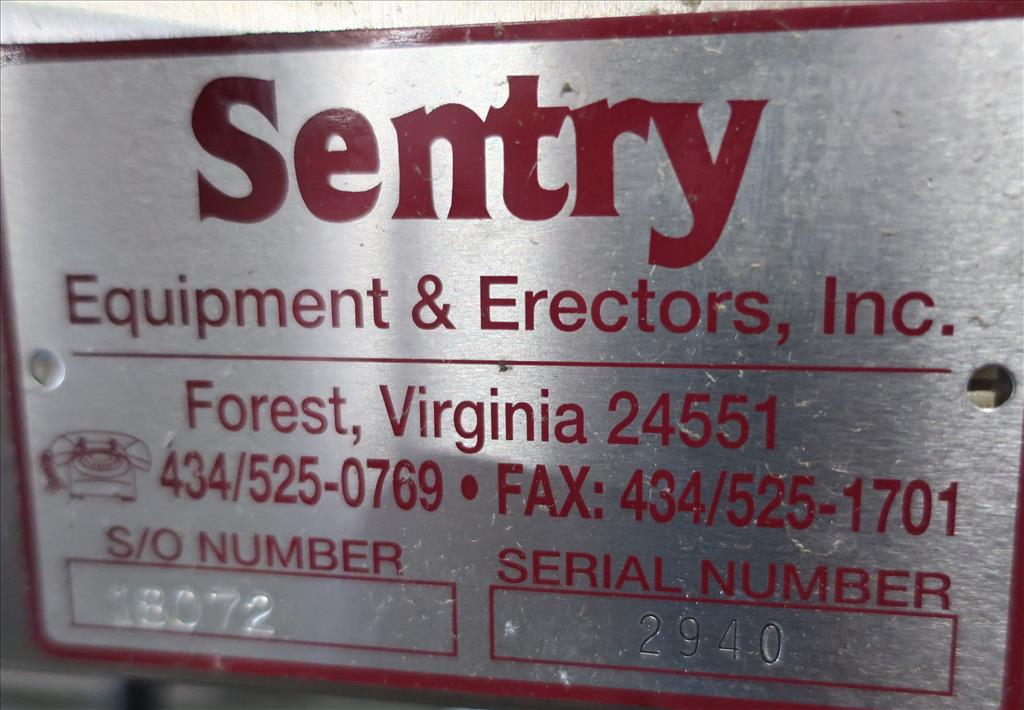 Sentry
Equipment & Erectors, Inc.
Forest, Virginia 24551
434/525-0769 • FAX: 434/525-1701
S/O NUMBER SERIAL NUMBER
18072 2940